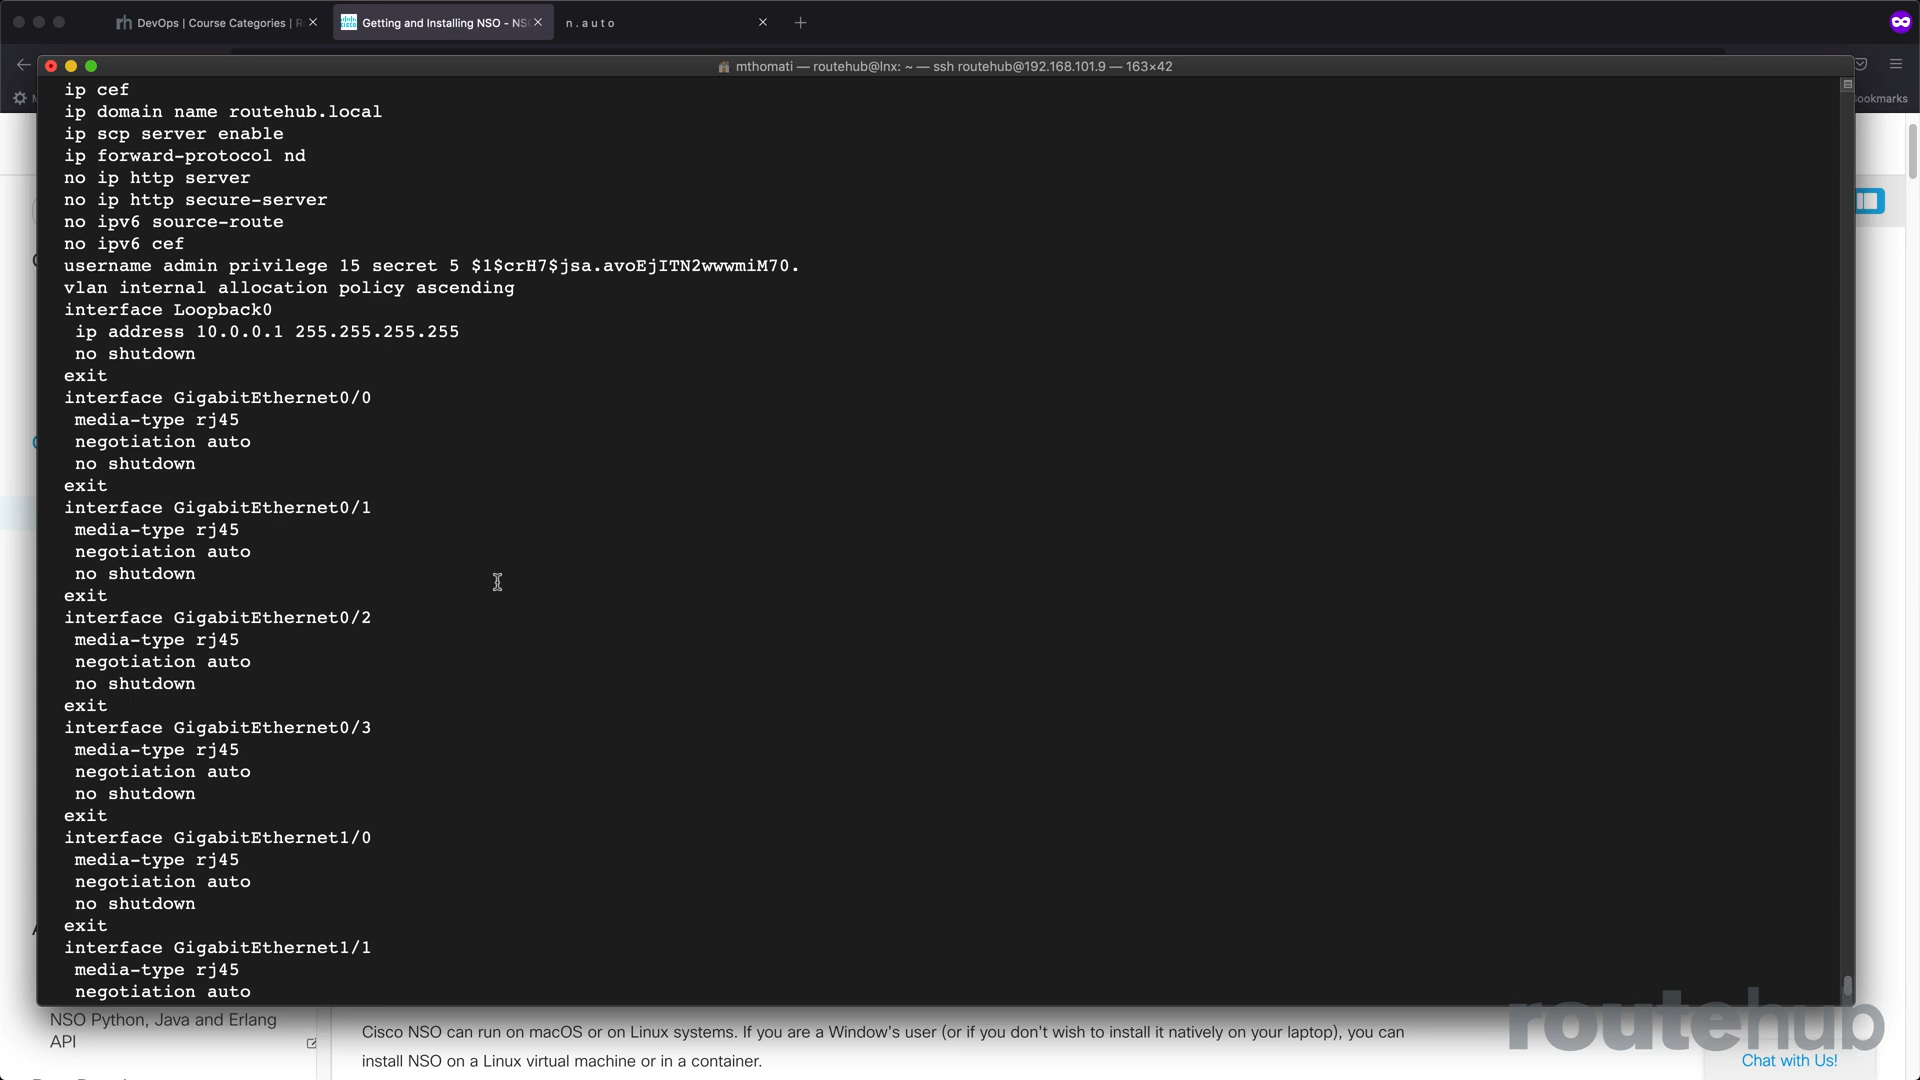 DevOps | Course Categories | R
Getting and Installing NSO - NS
n.auto
mthomati — routehub@lnx: ~ — ssh routehub@192.168.101.9 — 163×42
ookmarks
ip cef
ip domain name routehub.local
ip scp server enable
ip forward-protocol nd
no ip http server
no ip http secure-server
no ipv6 source-route
no ipv6 cef
username admin privilege 15 secret 5 $1$crH7$jsa.avoEjITN2wwwmiM70.
vlan internal allocation policy ascending
interface Loopback0
ip address 10.0.0.1 255.255.255.255
no shutdown
exit
interface GigabitEthernet0/0
media-type rj45
negotiation auto
no shutdown
exit
interface GigabitEthernet0/1
media-type rj45
negotiation auto
no shutdown
exit
interface GigabitEthernet0/2
media-type rj45
negotiation auto
no shutdown
exit
interface GigabitEthernet0/3
media-type rj45
negotiation auto
no shutdown
exit
interface GigabitEthernet1/0
media-type rj45
negotiation auto
no shutdown
exit
interface GigabitEthernet1/1
media-type rj45
negotiation auto
NSO Python, Java and Erlang
API
Cisco NSO can run on macOS or on Linux systems. If you are a Window's user (or if you don't wish to install it natively on your laptop), you can
install NSO on a Linux virtual machine or in a container.
routehub
Chat with Us!